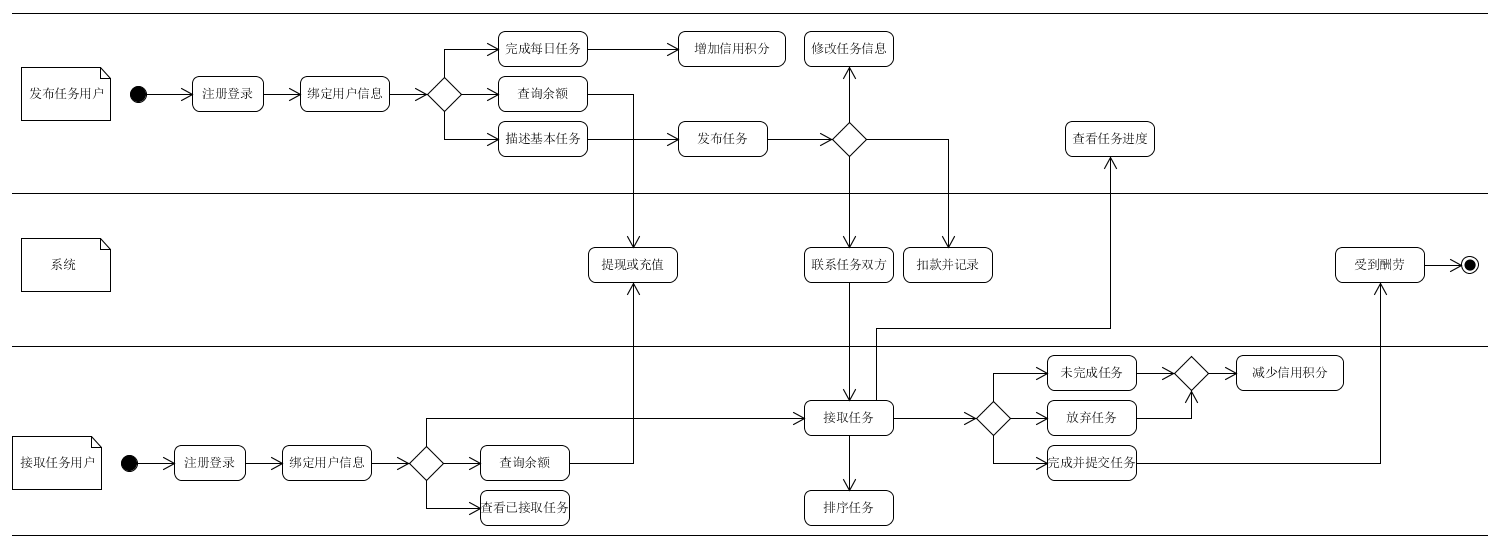 完成每日任务
增加信用积分
修改任务信息
发布任务用户
注册登录
绑定用户信息
查询余额
描述基本任务
发布任务
查看任务进度
系统
提现或充值
联系任务双方
扣款并记录
受到酬劳
未完成任务
减少信用积分
接取任务
放弃任务
接取任务用户
注册登录
绑定用户信息
查询余额
完成并提交任务
查看已接取任务
排序任务